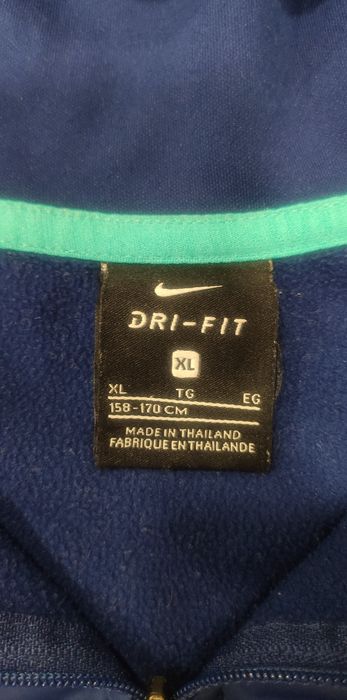 DRI-FIT
XL
XL TG EG
158-170 CM
MADE IN THAILAND
FABRIQUE EN THAILANDE